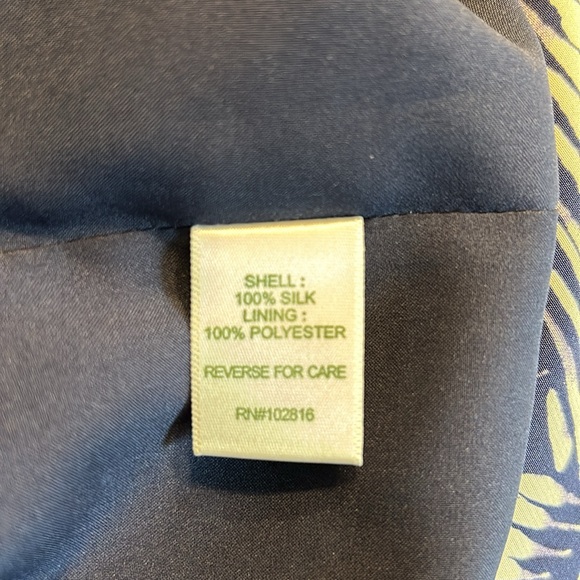 SHELL :
100% SILK
LINING :
100% POLYESTER
REVERSE FOR CARE
RN#102816